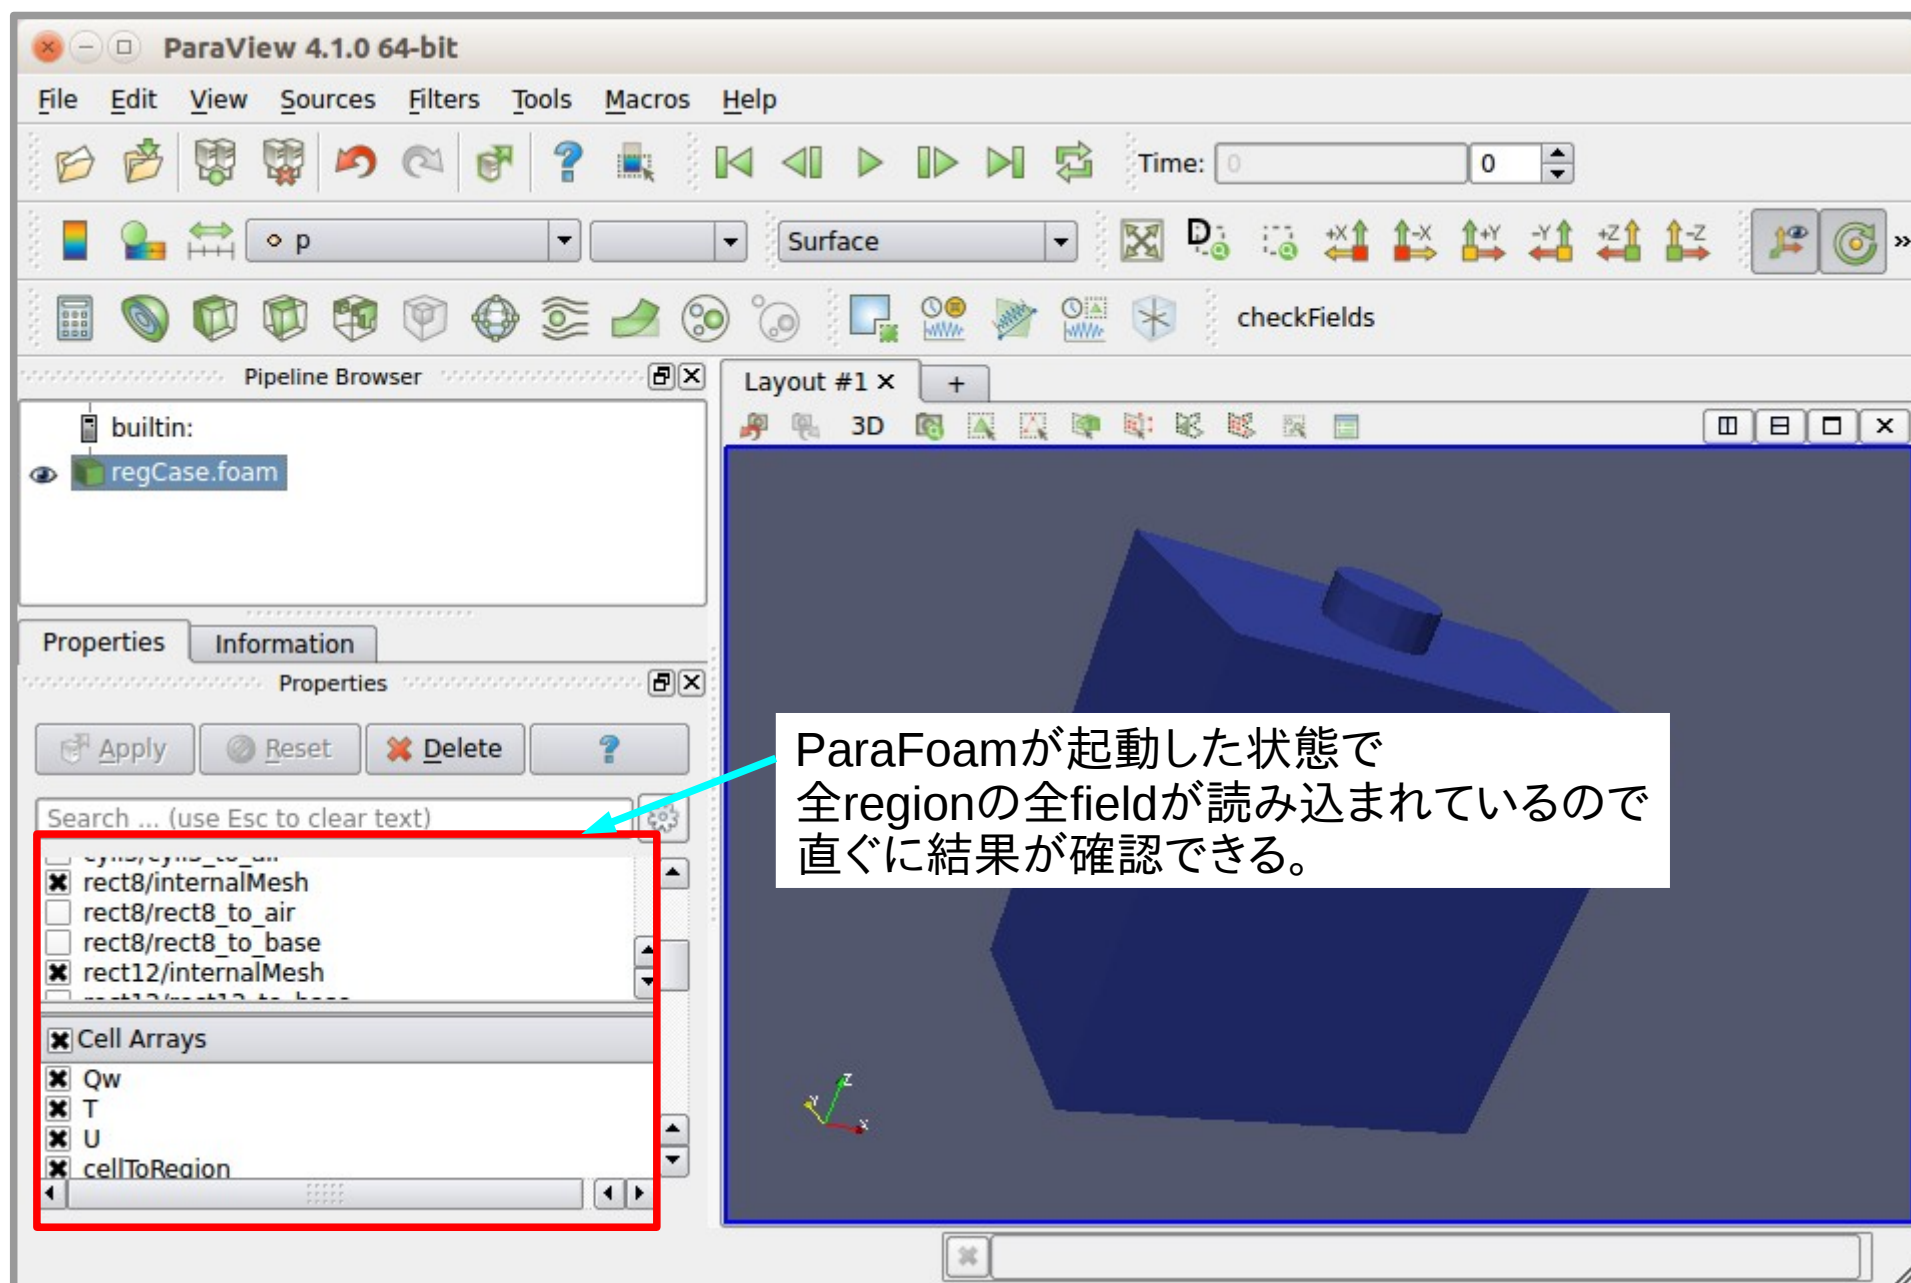 ParaView 4.1.0 64-bit
File Edit View Sources Filters Tools Macros Help
Time: 0 0
p Surface +X -X +Y -Y +Z -Z »
checkFields
Pipeline Browser
builtin:
regCase.foam
Properties Information
Properties
Apply Reset Delete ?
Search ... (use Esc to clear text)
rect8/internalMesh
rect8/rect8_to_air
rect8/rect8_to_base
rect12/internalMesh
rect12/rect12_to_base
Cell Arrays
Qw
T
U
cellToRegion
Layout #1 × +
3D
ParaFoamが起動した状態で
全regionの全fieldが読み込まれているので
直ぐに結果が確認できる。
Z
Y
X